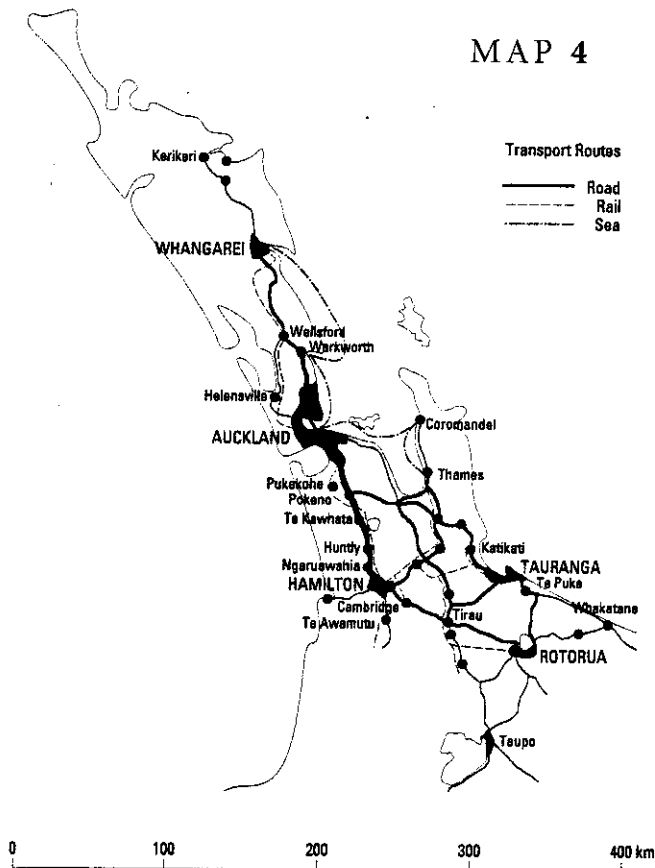 MAP 4
Transport Routes
Road
Rail
Sea
Kerikeri
WHANGAREI
Wellsford
Warkworth
Helensville
AUCKLAND
Coromandel
Thames
Pukekohe
Pokeno
Te Kawhata
Huntly
Katikati
Ngaruawahia
TAURANGA
HAMILTON
Te Puke
Cambridge
Tirau
Whakatane
Te Awamutu
ROTORUA
Taupo
0 100 200 300 400 km